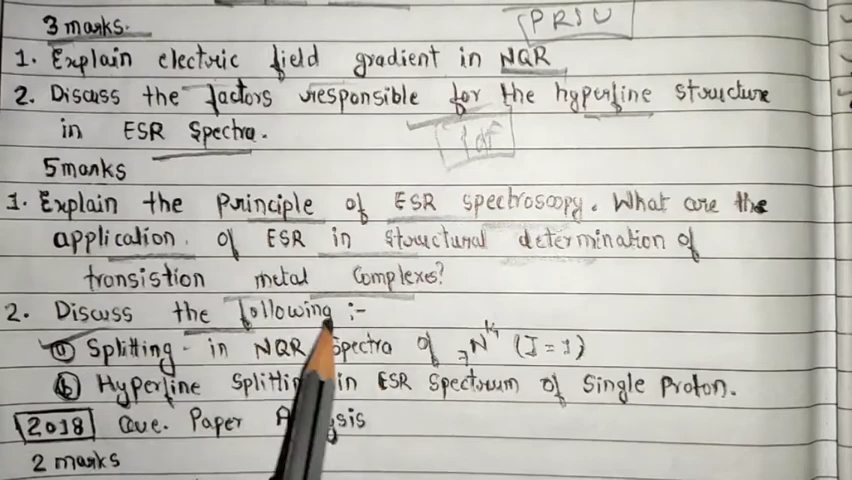 3 marks.
PRSU
1. Explain electric field gradient in NQR
2. Discuss the factors responsible for the hyperfine structure
in ESR Spectra.
5 marks
1. Explain the principle of ESR spectroscopy. What are the
application. of ESR in structural determination of
transistion metal complexes?
2. Discuss the following :-
(a) Splitting in NQR Spectra of ₇N¹⁴ (I = 1)
(b) Hyperfine Splitting in ESR Spectrum of Single Proton.
2018 Que. Paper
2 marks